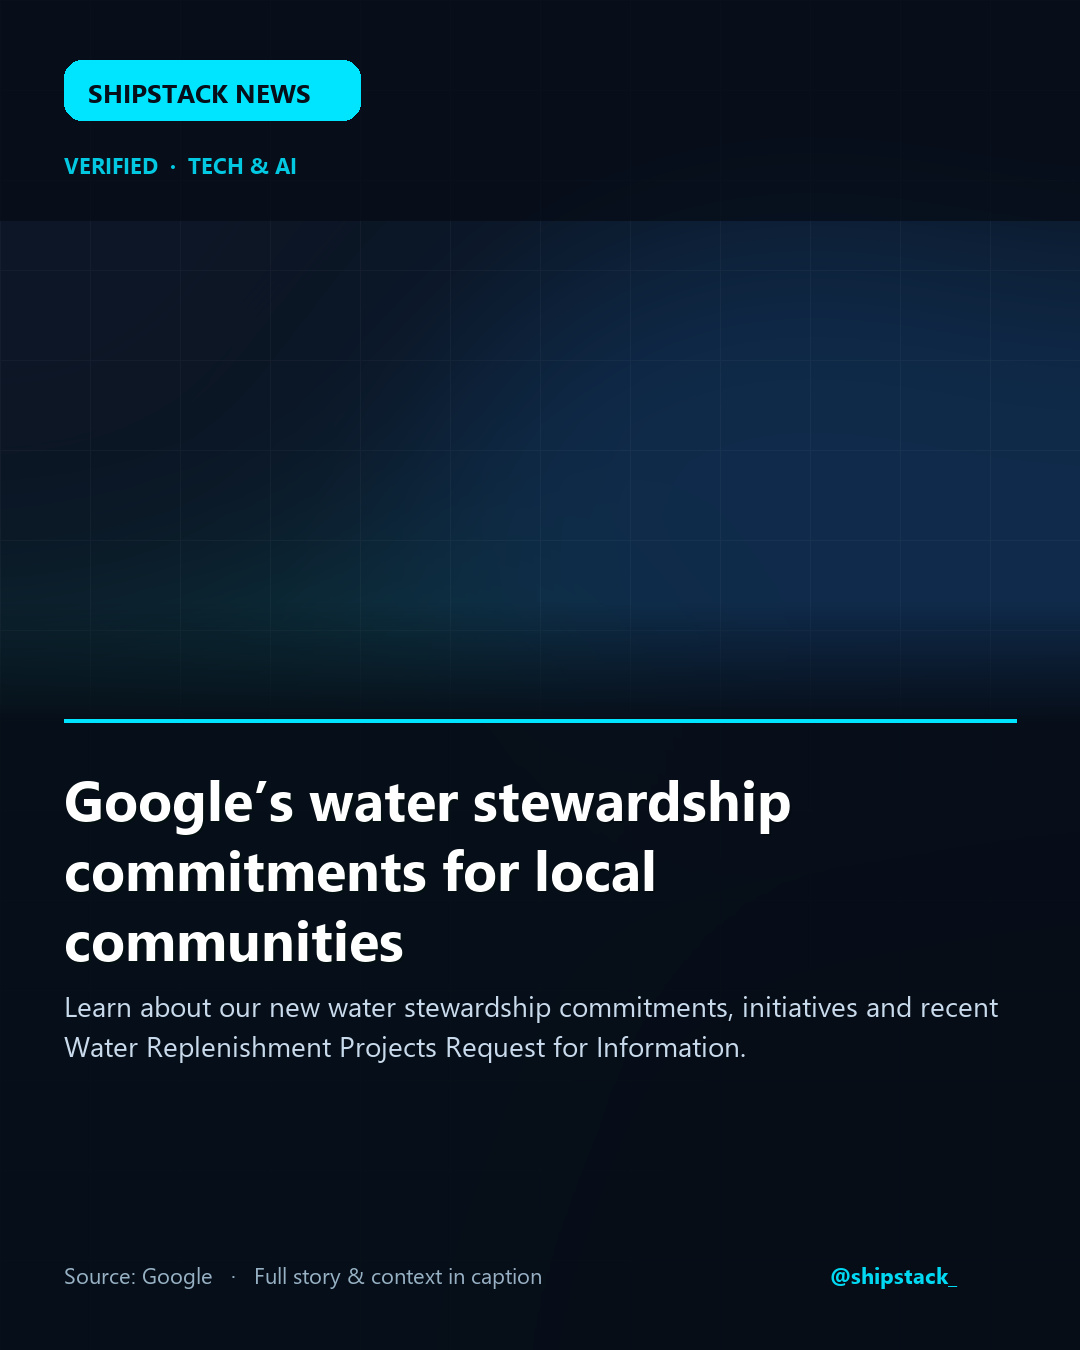 SHIPSTACK NEWS
VERIFIED · TECH & AI
Google’s water stewardship
commitments for local
communities
Learn about our new water stewardship commitments, initiatives and recent
Water Replenishment Projects Request for Information.
Source: Google · Full story & context in caption
@shipstack_